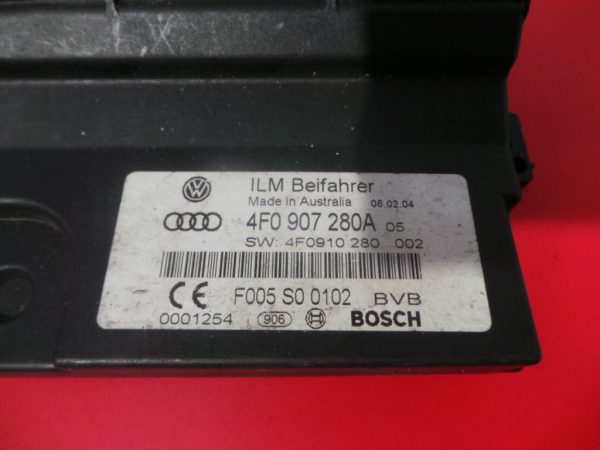 ILM Beifahrer
Made in Australia 06.02.04
4F0 907 280A 05
SW: 4F0910 280 002
CE F005 S0 0102 BVB
0001254 906 BOSCH